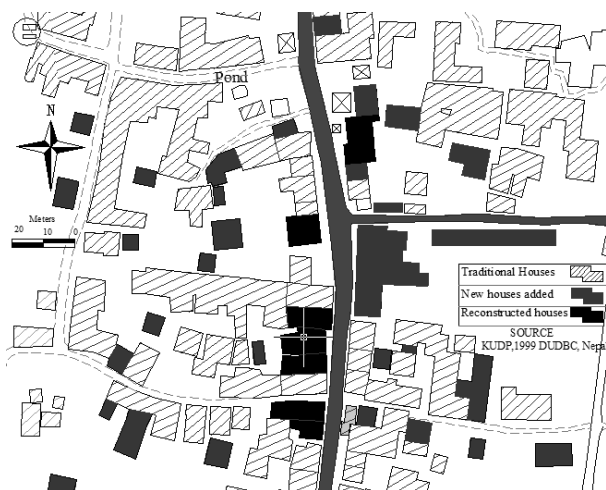 Pond
N
Meters
20 10 0
Traditional Houses
New houses added
Reconstructed houses
SOURCE
KUDP,1999 DUDBC, Nepa